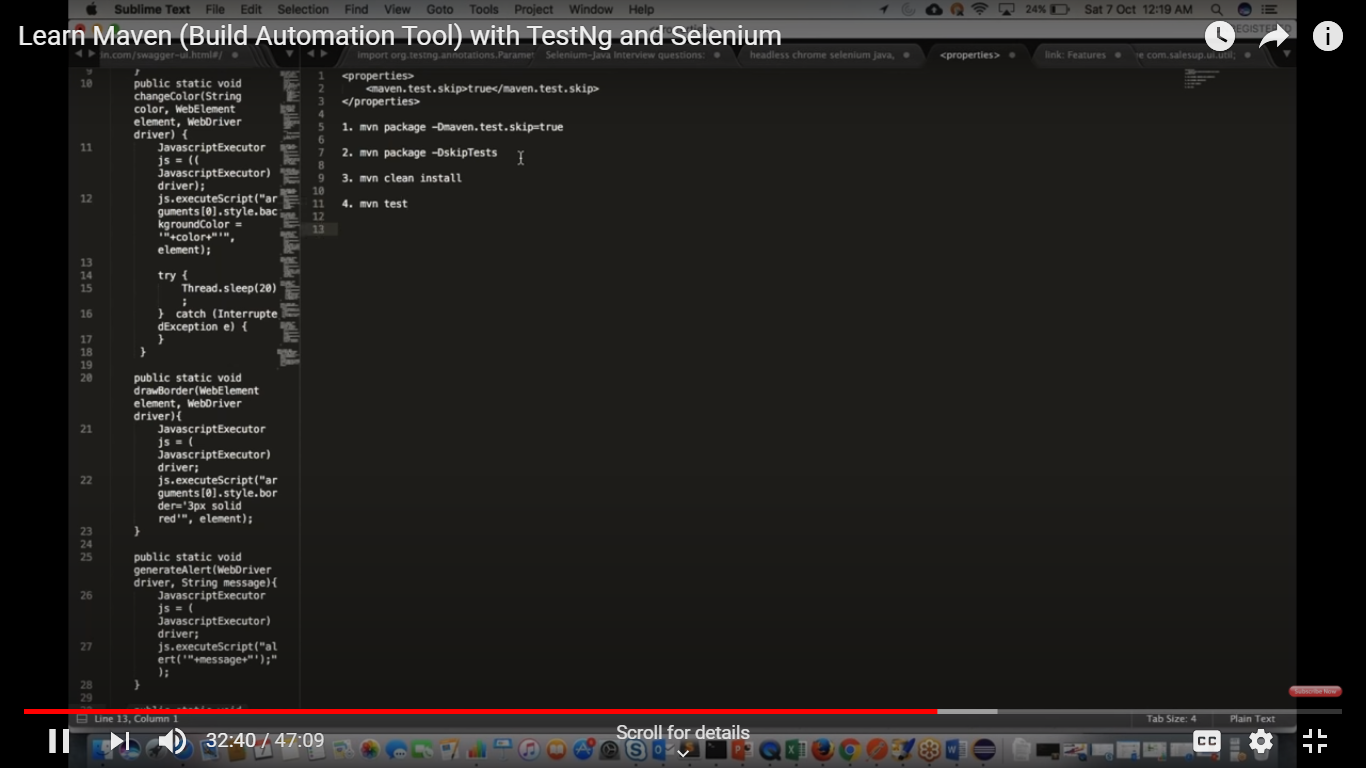 Sublime Text File Edit Selection Find View Goto Tools Project Window Help 24% Sat 7 Oct 12:19 AM
Learn Maven (Build Automation Tool) with TestNg and Selenium
in.com/swagger-ui.html#/ import org.testng.annotations.Paramet Selenium-Java Interview questions: headless chrome selenium java, <properties> link: Features com.salesup.ui.util;
9 }
10 public static void
changeColor(String
color, WebElement
element, WebDriver
driver) {
11 JavascriptExecutor
js = ((
JavascriptExecutor)
driver);
12 js.executeScript("ar
guments[0].style.bac
kgroundColor =
'"+color+"'",
element);
13
14 try {
15 Thread.sleep(20)
;
16 } catch (Interrupte
dException e) {
17 }
18 }
19
20 public static void
drawBorder(WebElement
element, WebDriver
driver){
21 JavascriptExecutor
js = (
JavascriptExecutor)
driver;
22 js.executeScript("ar
guments[0].style.bor
der='3px solid
red'", element);
23 }
24
25 public static void
generateAlert(WebDriver
driver, String message){
26 JavascriptExecutor
js = (
JavascriptExecutor)
driver;
27 js.executeScript("al
ert('"+message+"');"
);
28 }
29
1 <properties>
2 <maven.test.skip>true</maven.test.skip>
3 </properties>
4
5 1. mvn package -Dmaven.test.skip=true
6
7 2. mvn package -DskipTests
8
9 3. mvn clean install
10
11 4. mvn test
12
13
Subscribe Now
Line 13, Column 1 Tab Size: 4 Plain Text
32:40 / 47:09 Scroll for details CC